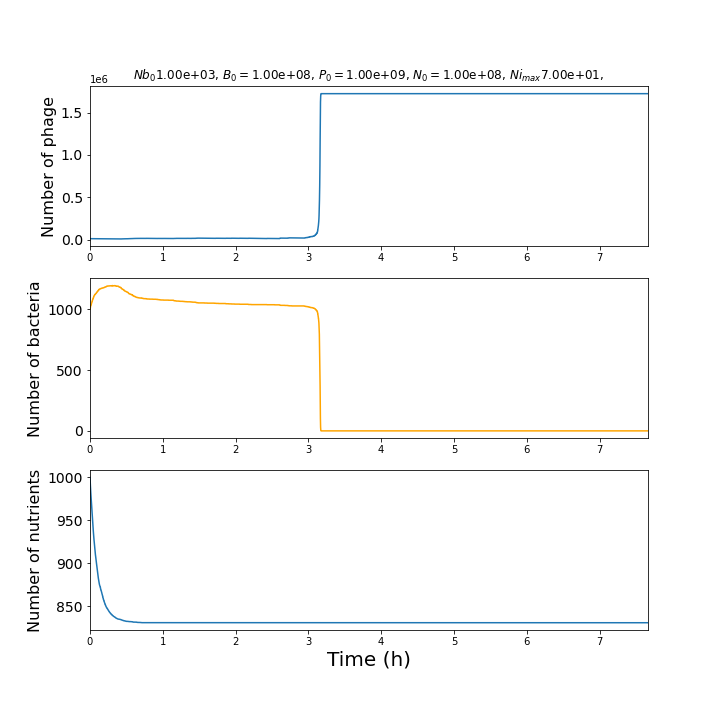 Nb₀1.00e+03, B₀ = 1.00e+08, P₀ = 1.00e+09, N₀ = 1.00e+08, Ni_max7.00e+01,
1e6
Number of phage
1.5
1.0
0.5
0.0
0 1 2 3 4 5 6 7
Number of bacteria
1000
500
0
0 1 2 3 4 5 6 7
Number of nutrients
1000
950
900
850
0 1 2 3 4 5 6 7
Time (h)